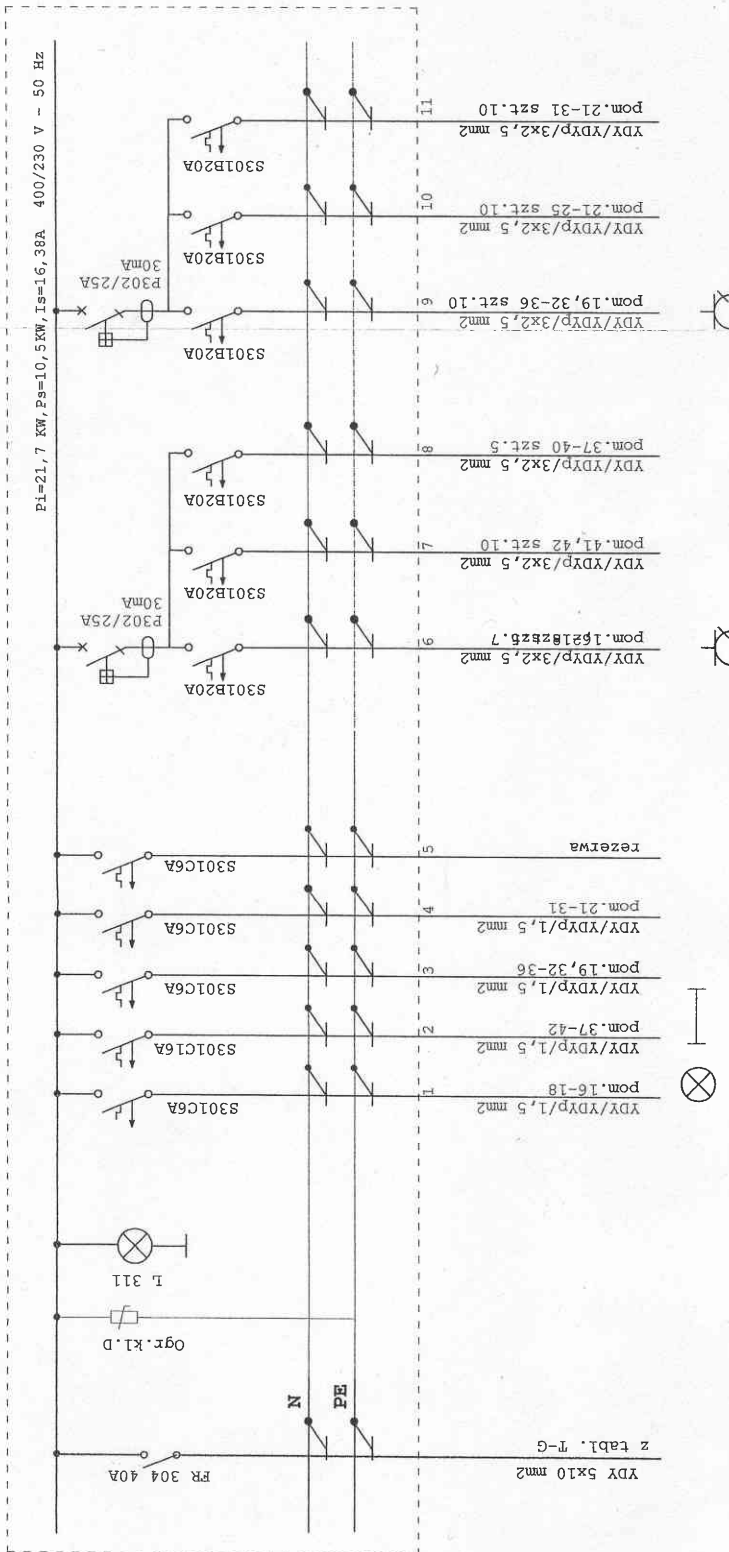 Pi=21,7 KW,Ps=10,5KW,Is=16,38A 400/230 V - 50 Hz
FR 304 40A
N
PE
YDY 5x10 mm2
z tabl. T-G
Ogr.kl.D
L 311
S301C6A
1
YDY/YDYp/1,5 mm2
pom.16-18
S301C16A
2
YDY/YDYp/1,5 mm2
pom.37-42
S301C6A
3
YDY/YDYp/1,5 mm2
pom.19,32-36
S301C6A
4
YDY/YDYp/1,5 mm2
pom.21-31
S301C6A
5
rezerwa
P302/25A
30mA
S301B20A
6
YDY/YDYp/3x2,5 mm2
S301B20A
7
YDY/YDYp/3x2,5 mm2
pom.41,42 szt.10
S301B20A
8
YDY/YDYp/3x2,5 mm2
pom.37-40 szt.5
P302/25A
30mA
S301B20A
9
YDY/YDYp/3x2,5 mm2
pom.19,32-36 szt.10
S301B20A
10
YDY/YDYp/3x2,5 mm2
pom.21-25 szt.10
S301B20A
11
YDY/YDYp/3x2,5 mm2
pom.21-31 szt.10